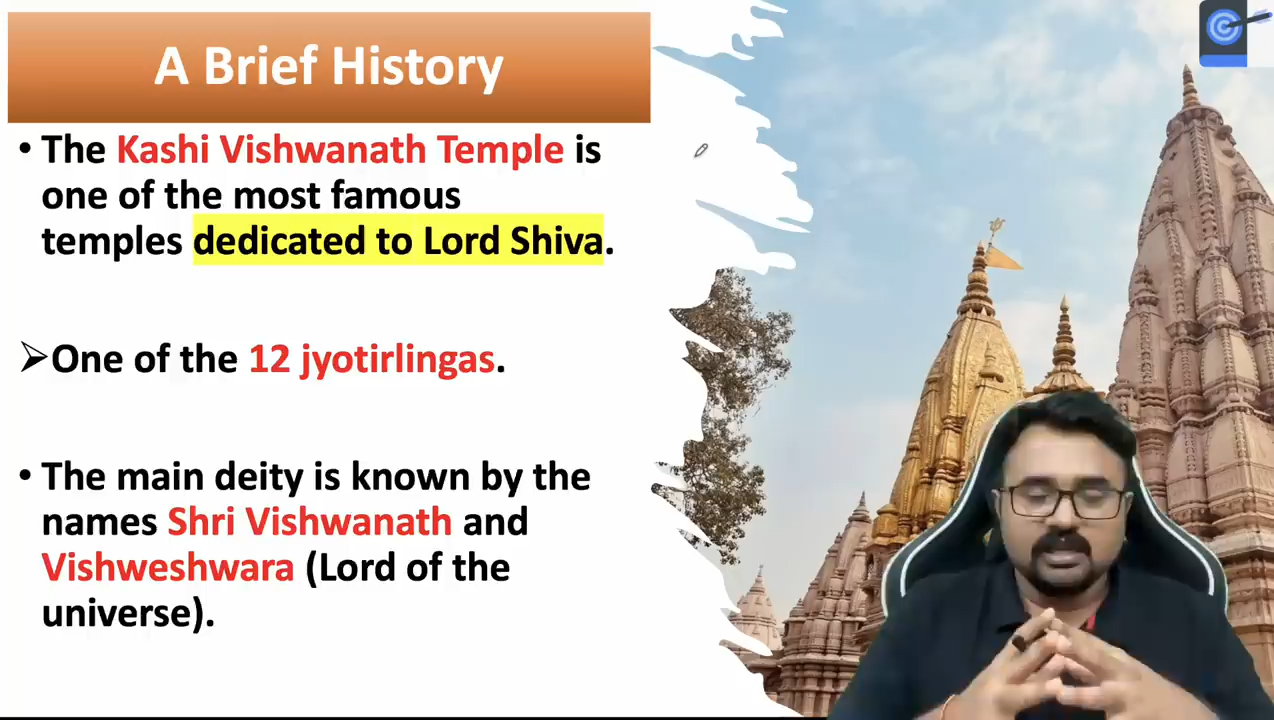 A Brief History
• The Kashi Vishwanath Temple is
one of the most famous
temples dedicated to Lord Shiva.
➢One of the 12 jyotirlingas.
• The main deity is known by the
names Shri Vishwanath and
Vishweshwara (Lord of the
universe).